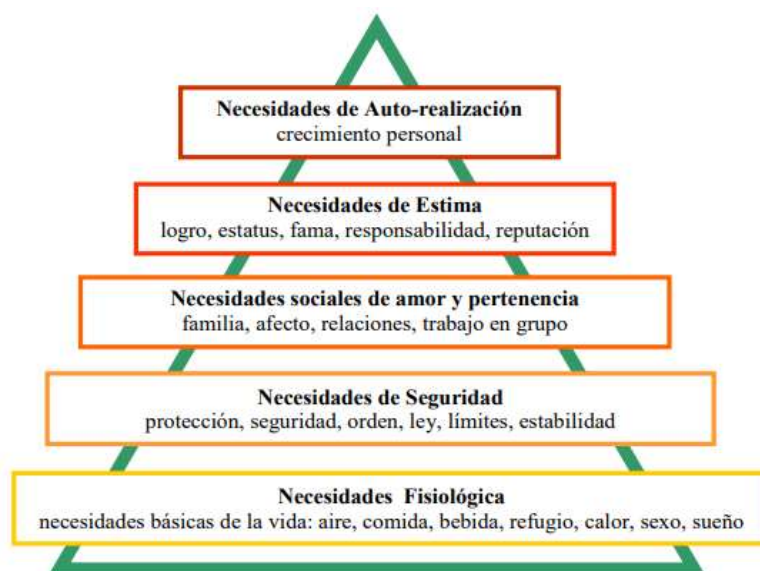 Necesidades de Auto-realización
crecimiento personal
Necesidades de Estima
logro, estatus, fama, responsabilidad, reputación
Necesidades sociales de amor y pertenencia
familia, afecto, relaciones, trabajo en grupo
Necesidades de Seguridad
protección, seguridad, orden, ley, límites, estabilidad
Necesidades Fisiológica
necesidades básicas de la vida: aire, comida, bebida, refugio, calor, sexo, sueño